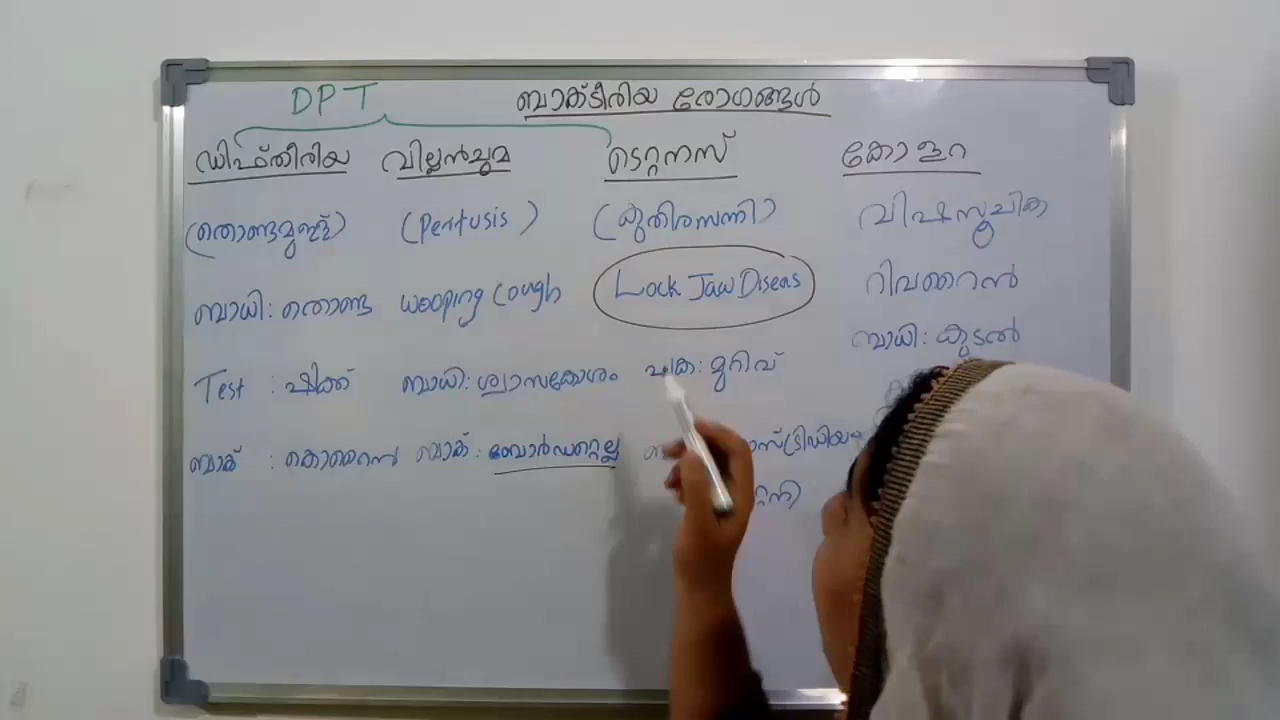 DPT
ബാക്ടീരിയ രോഗങ്ങൾ
ഡിഫ്തീരിയ വില്ലൻചുമ ടെറ്റനസ് കോളറ
(തൊണ്ടമുള്ള്) (Pertusis) (കുതിരസന്നി) വിഷസൂചിക
ബാധി: തൊണ്ട wooping Cough Lock Jaw Diseas റിവറൈൻ
Test : ഷിക്ക് ബാധി: ശ്വാസകോശം : മുറിവ് ബാധി: കുടൽ
ബാക് : ബാക് : ബോർഡറ്റെല്ല